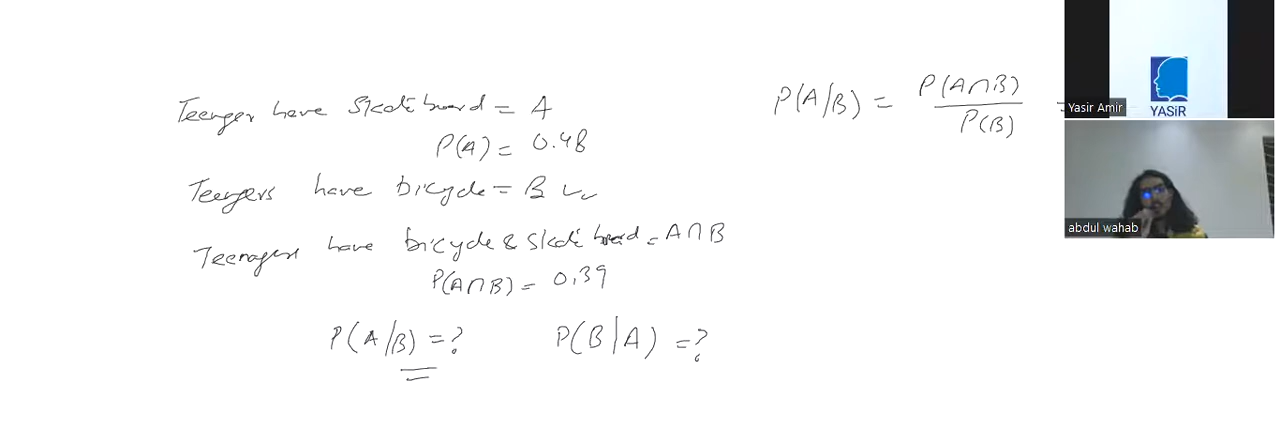 Teenger have Skate board = A
P(A) = 0.48
Teengers have bicycle = B
Teenagers have bicycle & Skate board = A∩B
P(A∩B) = 0.39
P(A/B) = ?
P(B|A) = ?
P(A/B) = P(A∩B) / P(B) =
Yasir Amir
YASiR
abdul wahab